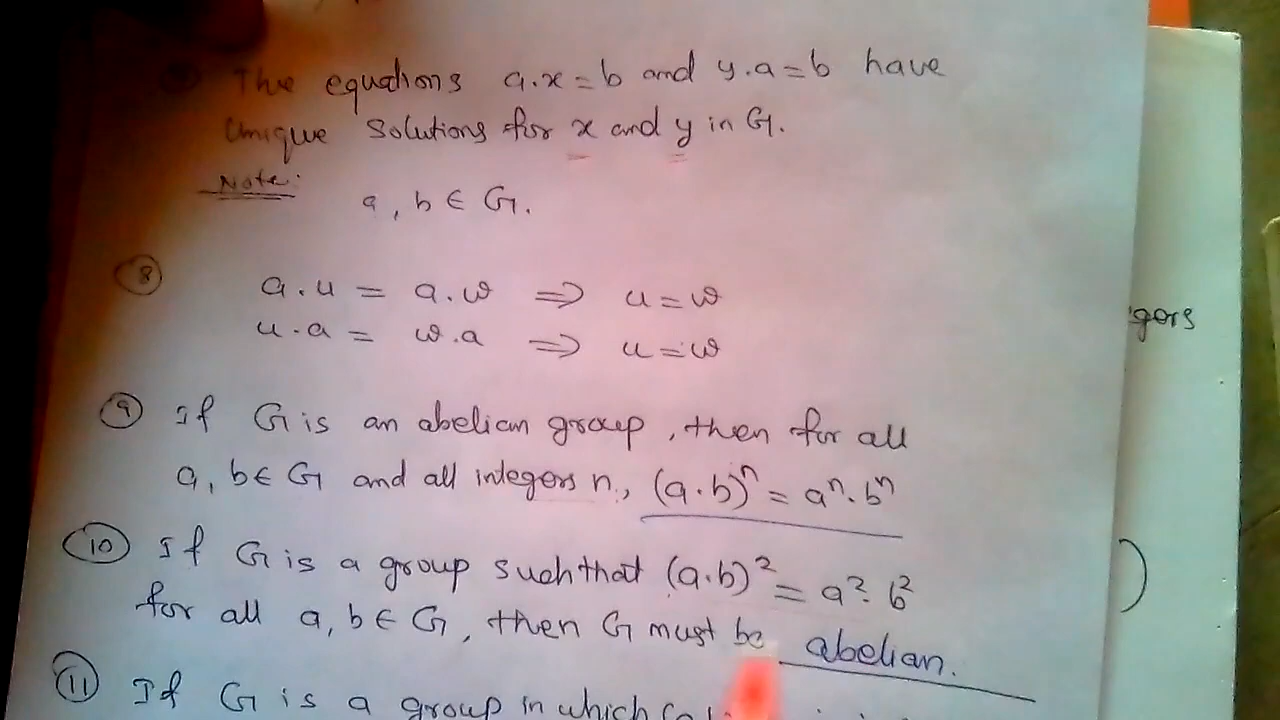 The equations a.x = b and y.a = b have
unique solutions for x and y in G.
Note:
a, b ∈ G.
⑧ a.u = a.w ⇒ u = w
u.a = w.a ⇒ u = w
⑨ If G is an abelian group, then for all
a, b ∈ G and all integers n, (a.b)ⁿ = aⁿ.bⁿ
⑩ If G is a group such that (a.b)² = a².b²
for all a, b ∈ G, then G must be abelian.
⑪ If G is a group in which
gers
)